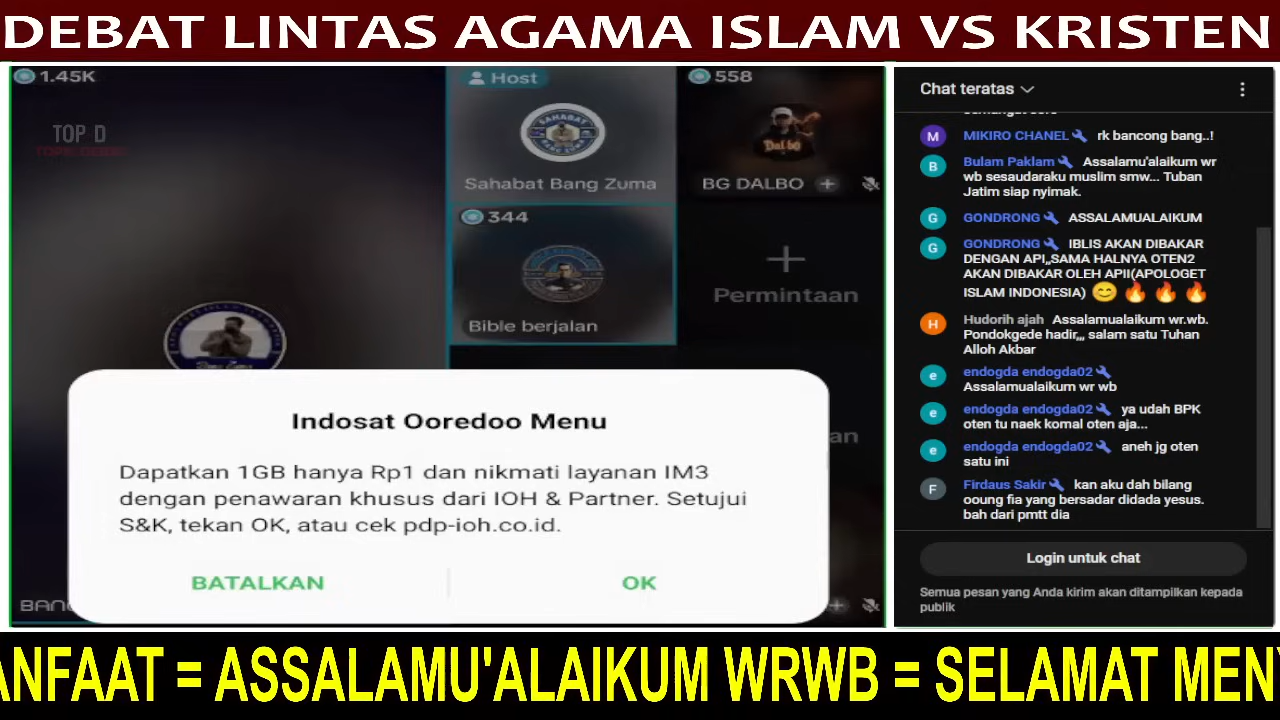 DEBAT LINTAS AGAMA ISLAM VS KRISTEN
1.45K
TOP D
Host
SAHABAT
BANG ZUMA
Sahabat Bang Zuma
558
Dalbo
BG DALBO
344
Bible berjalan
Permintaan
Indosat Ooredoo Menu
Dapatkan 1GB hanya Rp1 dan nikmati layanan IM3
dengan penawaran khusus dari IOH & Partner. Setujui
S&K, tekan OK, atau cek pdp-ioh.co.id.
BATALKAN
OK
an
BANG
Chat teratas
M
MIKIRO CHANEL rk bancong bang..!
B
Bulam Paklam Assalamu'alaikum wr
wb sesaudaraku muslim smw... Tuban
Jatim siap nyimak.
G
GONDRONG ASSALAMUALAIKUM
G
GONDRONG IBLIS AKAN DIBAKAR
DENGAN API,,SAMA HALNYA OTEN2
AKAN DIBAKAR OLEH APII(APOLOGET
ISLAM INDONESIA) 😊 🔥 🔥 🔥
H
Hudorih ajah Assalamualaikum wr.wb.
Pondokgede hadir,,, salam satu Tuhan
Alloh Akbar
e
endogda endogda02
Assalamualaikum wr wb
e
endogda endogda02 ya udah BPK
oten tu naek komal oten aja...
e
endogda endogda02 aneh jg oten
satu ini
F
Firdaus Sakir kan aku dah bilang
ooung fia yang bersadar didada yesus.
bah dari pmtt dia
Login untuk chat
Semua pesan yang Anda kirim akan ditampilkan kepada
publik
ANFAAT = ASSALAMU'ALAIKUM WRWB = SELAMAT MENY